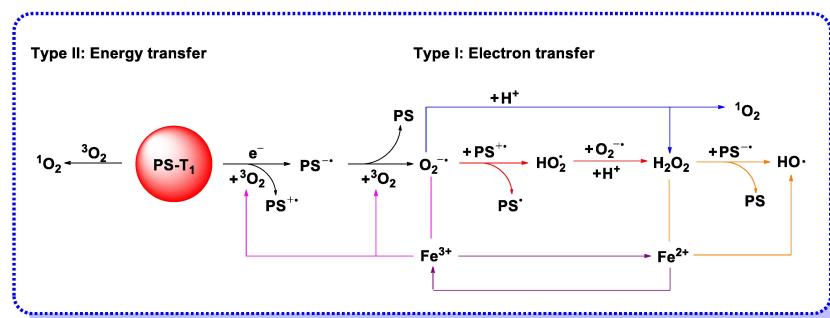 Type II: Energy transfer
Type I: Electron transfer
+H⁺
¹O₂
PS
¹O₂
³O₂
PS-T₁
e⁻
+³O₂
PS⁺•
PS⁻•
+³O₂
O₂⁻•
+PS⁺•
PS•
HO₂•
+O₂⁻•
+H⁺
H₂O₂
+PS⁻•
PS
HO•
Fe³⁺
Fe²⁺